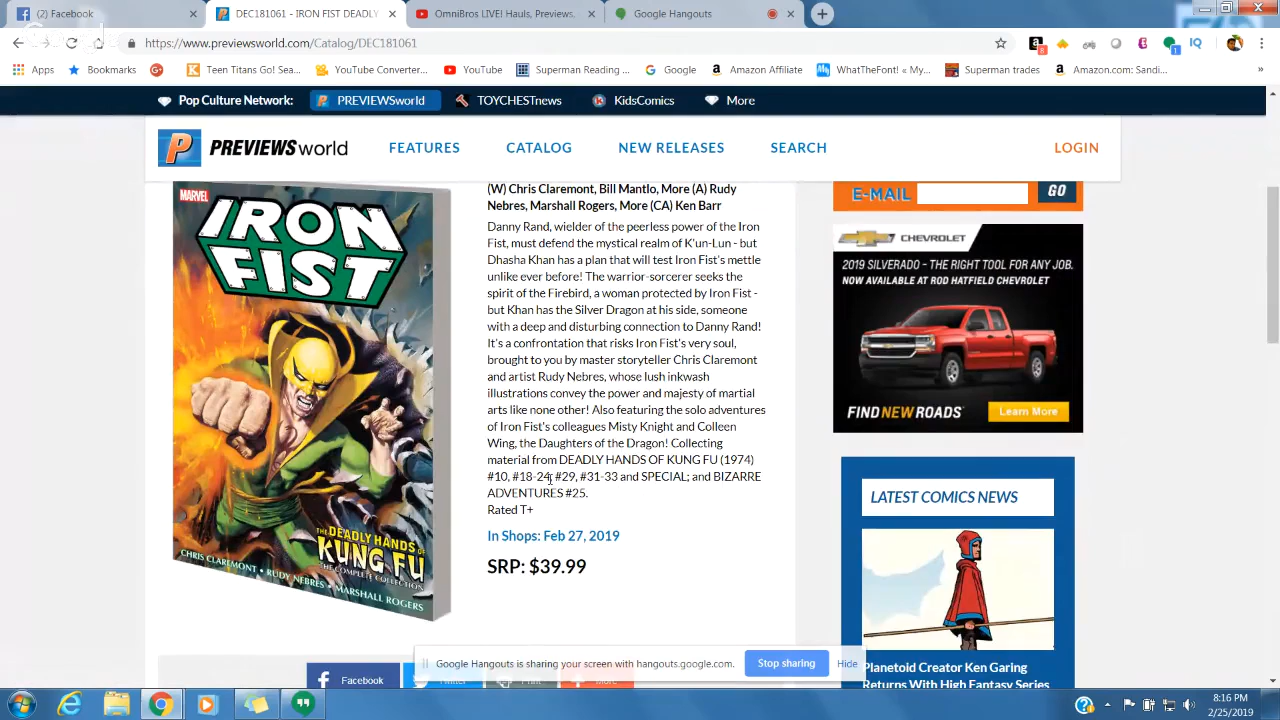 (2) Facebook
DEC181061 - IRON FIST DEADLY
OmniBros LIVE! Hauls, Previews,
Google Hangouts
https://www.previewsworld.com/Catalog/DEC181061
8
1
IQ
Apps
Bookmarks
Teen Titans Go! Sea...
YouTube Converter...
YouTube
Superman Reading ...
Google
Amazon Affiliate
WhatTheFont! « My...
Superman trades
Amazon.com: Sandi...
»
Pop Culture Network:
PREVIEWSworld
TOYCHESTnews
KidsComics
More
P PREVIEWS world
FEATURES
CATALOG
NEW RELEASES
SEARCH
LOGIN
MARVEL
IRON
FIST
THE DEADLY HANDS OF
KUNG FU
THE COMPLETE COLLECTION
CHRIS CLAREMONT • RUDY NEBRES • MARSHALL ROGERS
(W) Chris Claremont, Bill Mantlo, More (A) Rudy
Nebres, Marshall Rogers, More (CA) Ken Barr
Danny Rand, wielder of the peerless power of the Iron
Fist, must defend the mystical realm of K'un-Lun - but
Dhasha Khan has a plan that will test Iron Fist's mettle
unlike ever before! The warrior-sorcerer seeks the
spirit of the Firebird, a woman protected by Iron Fist -
but Khan has the Silver Dragon at his side, someone
with a deep and disturbing connection to Danny Rand!
It's a confrontation that risks Iron Fist's very soul,
brought to you by master storyteller Chris Claremont
and artist Rudy Nebres, whose lush inkwash
illustrations convey the power and majesty of martial
arts like none other! Also featuring the solo adventures
of Iron Fist's colleagues Misty Knight and Colleen
Wing, the Daughters of the Dragon! Collecting
material from DEADLY HANDS OF KUNG FU (1974)
#10, #18-24, #29, #31-33 and SPECIAL; and BIZARRE
ADVENTURES #25.
Rated T+
In Shops: Feb 27, 2019
SRP: $39.99
E-MAIL
GO
CHEVROLET
2019 SILVERADO – THE RIGHT TOOL FOR ANY JOB.
NOW AVAILABLE AT ROD HATFIELD CHEVROLET
FIND NEW ROADS
Learn More
LATEST COMICS NEWS
Planetoid Creator Ken Garing
Returns With High Fantasy Series
Facebook
Twitter
Print
More
Google Hangouts is sharing your screen with hangouts.google.com.
Stop sharing
Hide
8:16 PM
2/25/2019